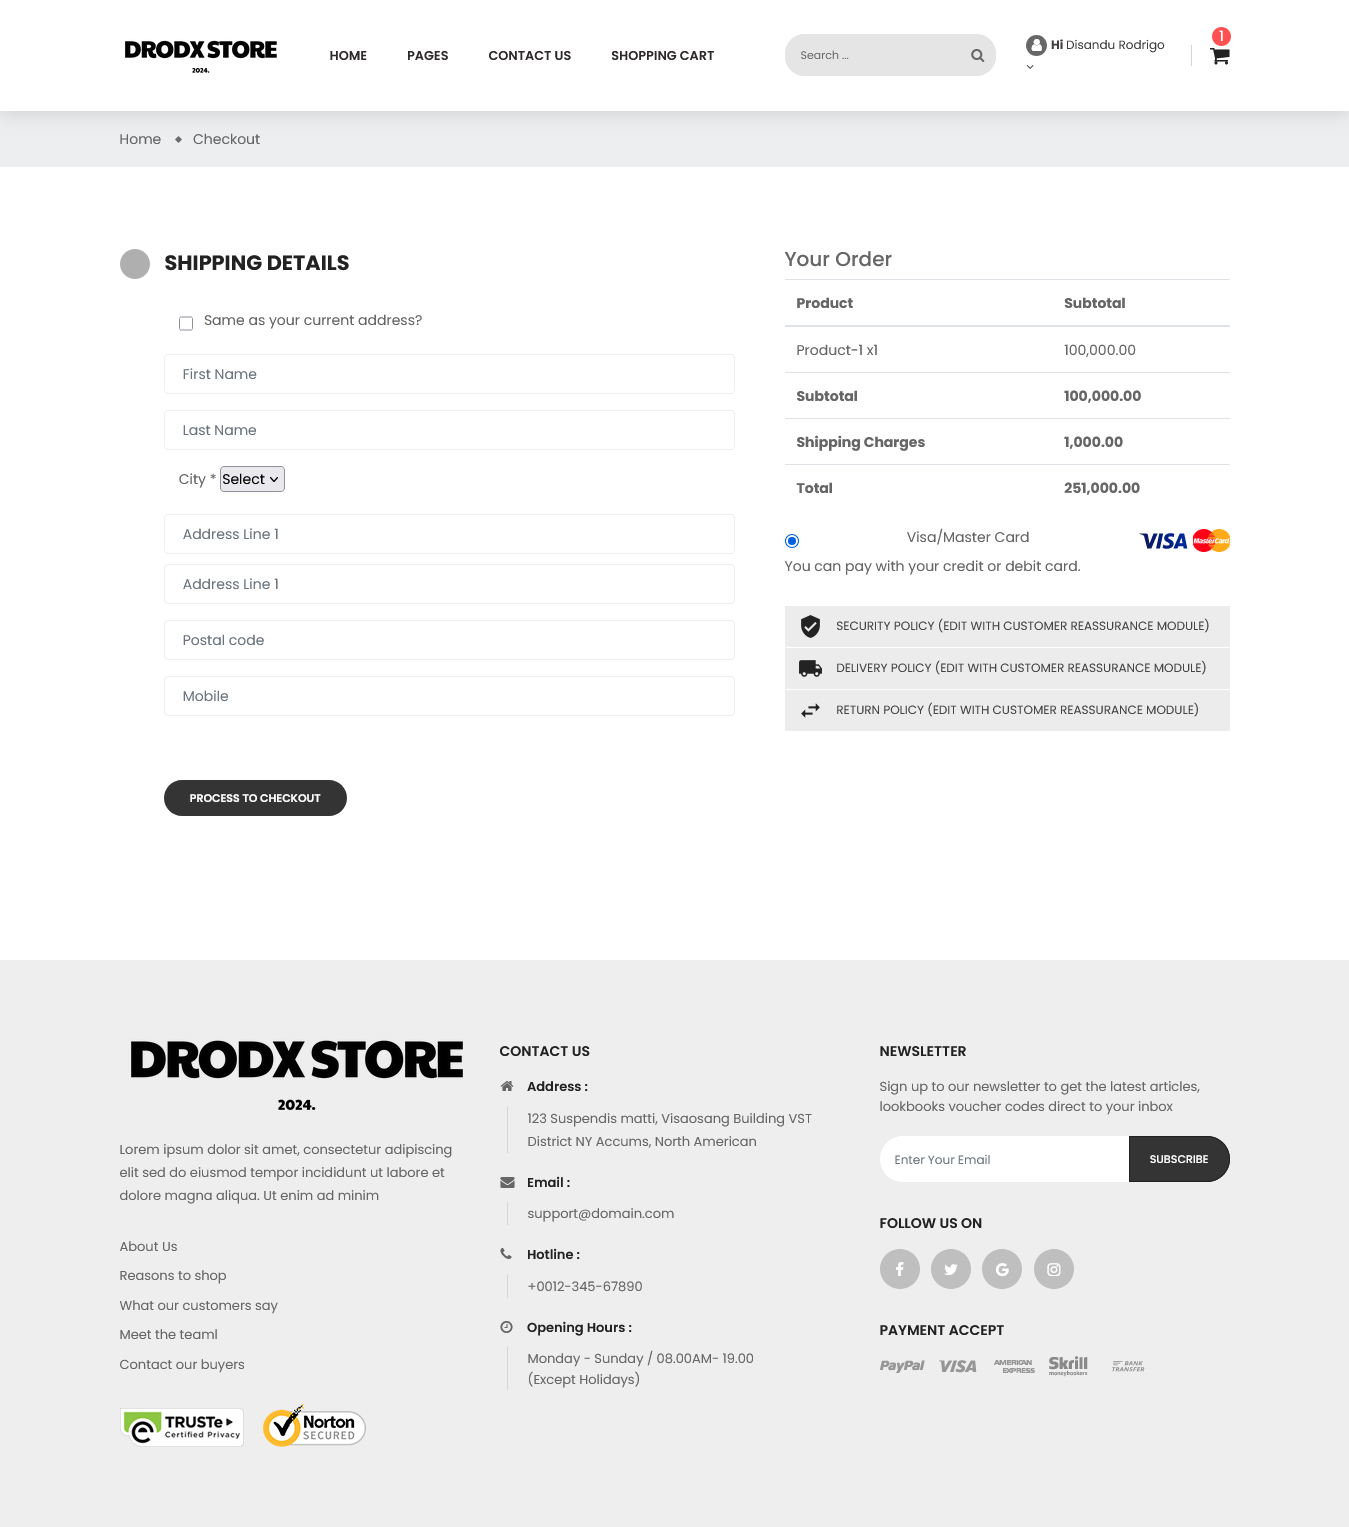 DRODX STORE
2024.
HOME
PAGES
CONTACT US
SHOPPING CART
Search ...
Hi Disandu Rodrigo
1
Home
Checkout
SHIPPING DETAILS
Same as your current address?
First Name
Last Name
City * Select
Address Line 1
Address Line 1
Postal code
Mobile
PROCESS TO CHECKOUT
Your Order
Product Subtotal
Product-1 x1 100,000.00
Subtotal 100,000.00
Shipping Charges 1,000.00
Total 251,000.00
Visa/Master Card
VISA MasterCard
You can pay with your credit or debit card.
SECURITY POLICY (EDIT WITH CUSTOMER REASSURANCE MODULE)
DELIVERY POLICY (EDIT WITH CUSTOMER REASSURANCE MODULE)
RETURN POLICY (EDIT WITH CUSTOMER REASSURANCE MODULE)
DRODX STORE
2024.
Lorem ipsum dolor sit amet, consectetur adipiscing
elit sed do eiusmod tempor incididunt ut labore et
dolore magna aliqua. Ut enim ad minim
About Us
Reasons to shop
What our customers say
Meet the teaml
Contact our buyers
TRUSTe
Certified Privacy
Norton
SECURED
CONTACT US
Address :
123 Suspendis matti, Visaosang Building VST
District NY Accums, North American
Email :
support@domain.com
Hotline :
+0012-345-67890
Opening Hours :
Monday - Sunday / 08.00AM- 19.00
(Except Holidays)
NEWSLETTER
Sign up to our newsletter to get the latest articles,
lookbooks voucher codes direct to your inbox
Enter Your Email
SUBSCRIBE
FOLLOW US ON
PAYMENT ACCEPT
PayPal
VISA
AMERICAN
EXPRESS
Skrill
moneybookers
BANK
TRANSFER